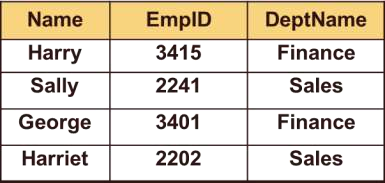 Name EmpID DeptName
Harry 3415 Finance
Sally 2241 Sales
George 3401 Finance
Harriet 2202 Sales